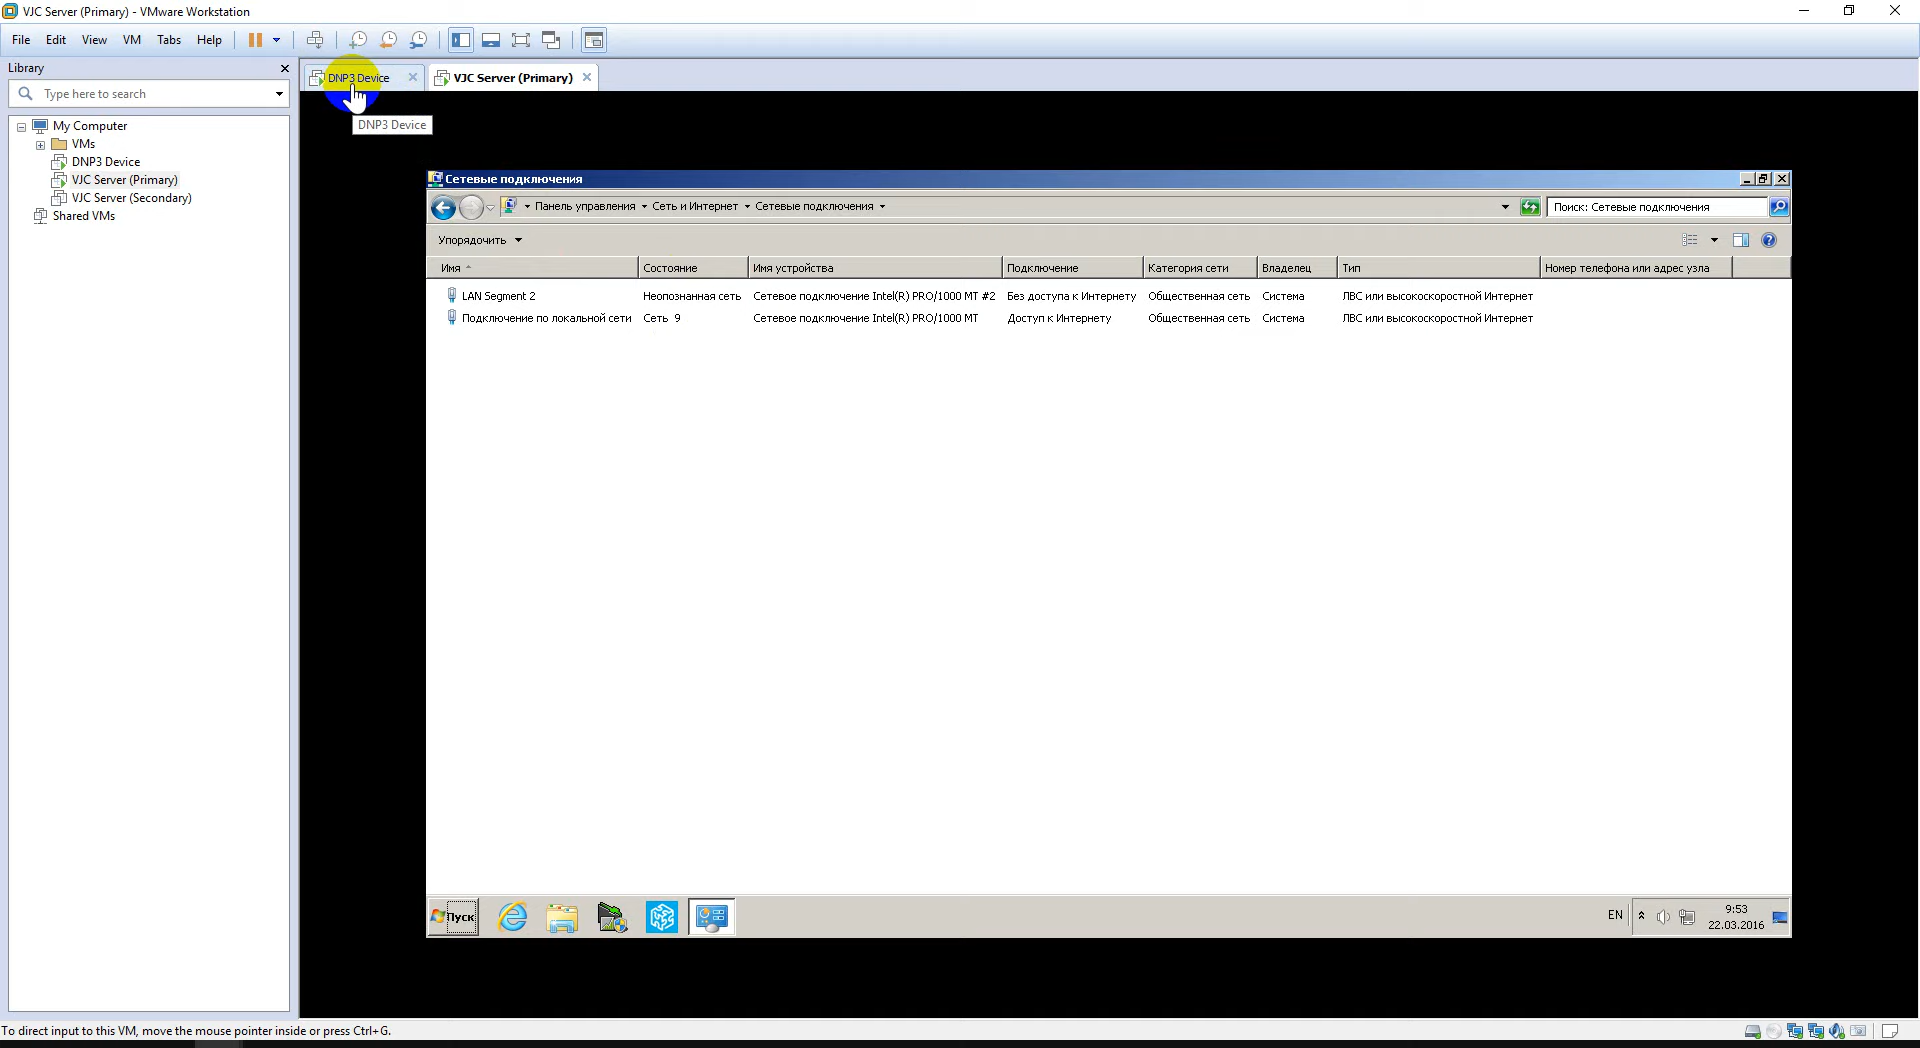 VJC Server (Primary) - VMware Workstation
File Edit View VM Tabs Help
Library
DNP3 Device
VJC Server (Primary)
Type here to search
DNP3 Device
My Computer
VMs
DNP3 Device
VJC Server (Primary)
VJC Server (Secondary)
Shared VMs
Сетевые подключения
Панель управления Сеть и Интернет Сетевые подключения
Поиск: Сетевые подключения
Упорядочить
Имя Состояние Имя устройства Подключение Категория сети Владелец Тип Номер телефона или адрес узла
LAN Segment 2 Неопознанная сеть Сетевое подключение Intel(R) PRO/1000 MT #2 Без доступа к Интернету Общественная сеть Система ЛВС или высокоскоростной Интернет
Подключение по локальной сети Сеть 9 Сетевое подключение Intel(R) PRO/1000 MT Доступ к Интернету Общественная сеть Система ЛВС или высокоскоростной Интернет
Пуск
EN
9:53
22.03.2016
To direct input to this VM, move the mouse pointer inside or press Ctrl+G.